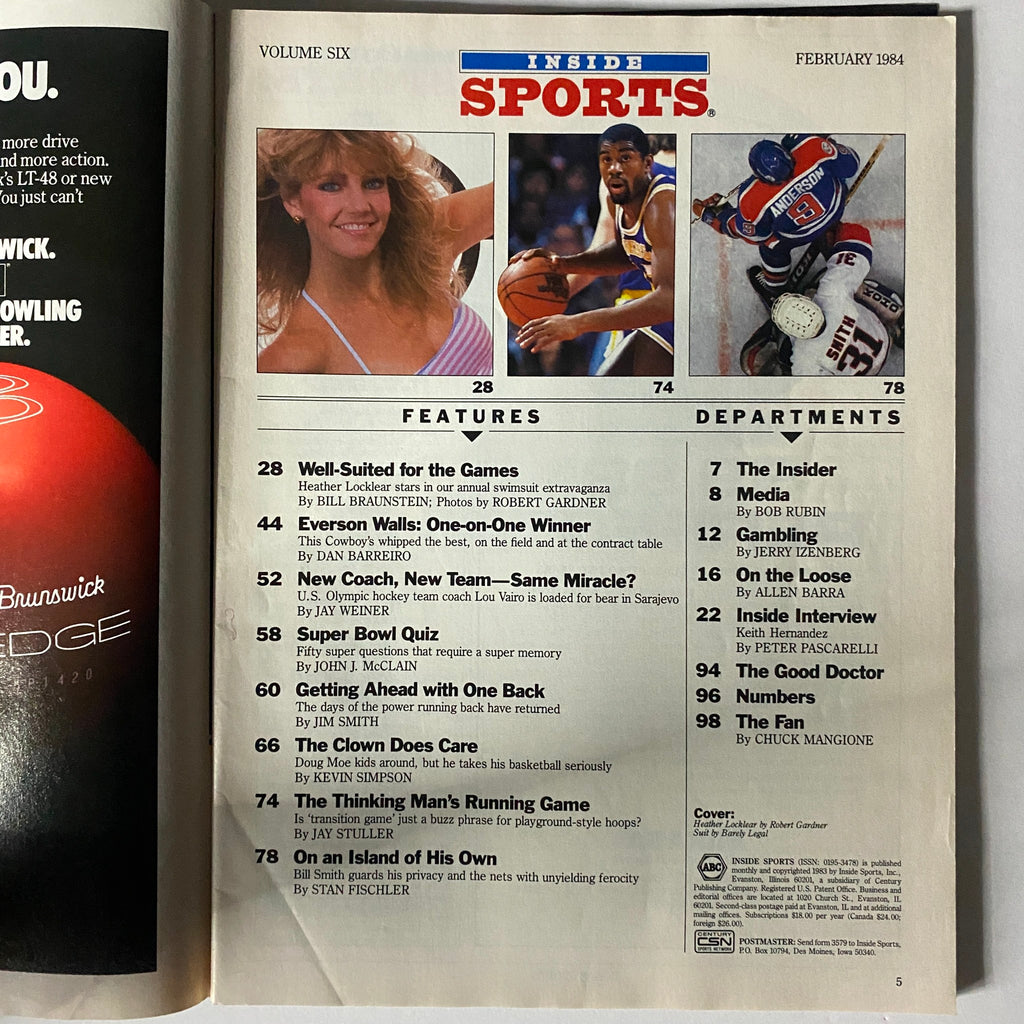 OU.
more drive
nd more action.
x's LT-48 or new
You just can't
WICK.
OWLING
ER.
Brunswick
EDGE
P1420
VOLUME SIX
INSIDE
SPORTS®
FEBRUARY 1984
ANDERSON
9
9
31
SMITH
31
KOHO
28
74
78
FEATURES
28 Well-Suited for the Games
Heather Locklear stars in our annual swimsuit extravaganza
By BILL BRAUNSTEIN; Photos by ROBERT GARDNER
44 Everson Walls: One-on-One Winner
This Cowboy's whipped the best, on the field and at the contract table
By DAN BARREIRO
52 New Coach, New Team—Same Miracle?
U.S. Olympic hockey team coach Lou Vairo is loaded for bear in Sarajevo
By JAY WEINER
58 Super Bowl Quiz
Fifty super questions that require a super memory
By JOHN J. McCLAIN
60 Getting Ahead with One Back
The days of the power running back have returned
By JIM SMITH
66 The Clown Does Care
Doug Moe kids around, but he takes his basketball seriously
By KEVIN SIMPSON
74 The Thinking Man's Running Game
Is 'transition game' just a buzz phrase for playground-style hoops?
By JAY STULLER
78 On an Island of His Own
Bill Smith guards his privacy and the nets with unyielding ferocity
By STAN FISCHLER
DEPARTMENTS
7 The Insider
8 Media
By BOB RUBIN
12 Gambling
By JERRY IZENBERG
16 On the Loose
By ALLEN BARRA
22 Inside Interview
Keith Hernandez
By PETER PASCARELLI
94 The Good Doctor
96 Numbers
98 The Fan
By CHUCK MANGIONE
Cover:
Heather Locklear by Robert Gardner
Suit by Barely Legal
ABC
INSIDE SPORTS (ISSN: 0195-3478) is published
monthly and copyrighted 1983 by Inside Sports, Inc.,
Evanston, Illinois 60201, a subsidiary of Century
Publishing Company. Registered U.S. Patent Office. Business and
editorial offices are located at 1020 Church St., Evanston, IL
60201. Second-class postage paid at Evanston, IL and at additional
mailing offices. Subscriptions $18.00 per year (Canada $24.00;
foreign $26.00).
CENTURY
CSN
SPORTS NETWORK
POSTMASTER: Send form 3579 to Inside Sports,
P.O. Box 10794, Des Moines, Iowa 50340.
5